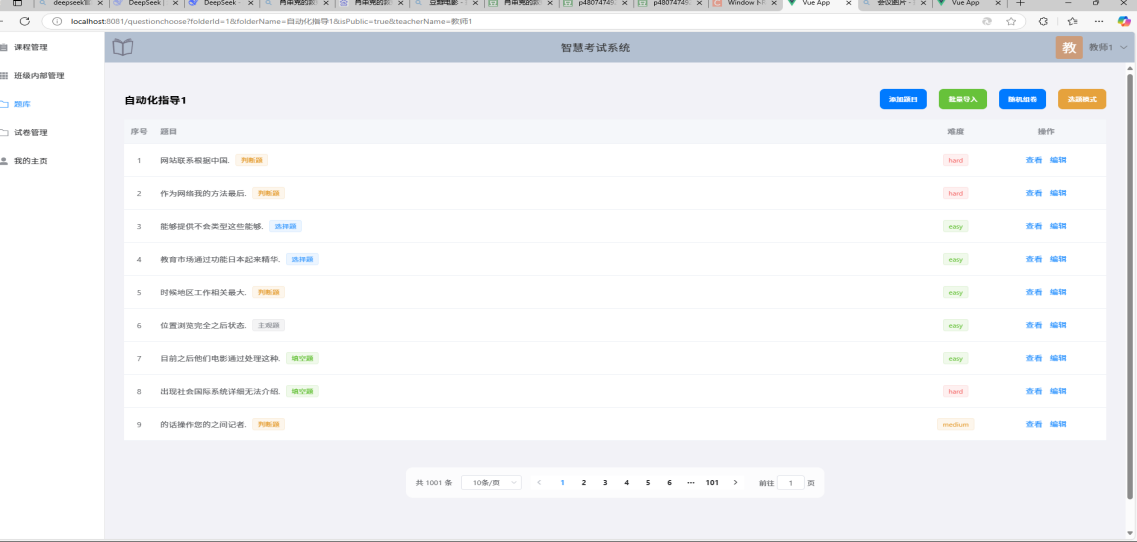 DeepSeek
DeepSeek
豆瓣电影
Window
Vue App
会议图片
Vue App
localhost:8081/questionchoose?folderId=1&folderName=自动化指导1&isPublic=true&teacherName=教师1
课程管理
智慧考试系统
教 教师1
班级内部管理
题库
试卷管理
我的主页
自动化指导1
添加题目 批量导入 随机组卷 选题模式
序号 题目 难度 操作
1 网站联系根据中国. 判断题 hard 查看 编辑
2 作为网络我的方法最后. 判断题 hard 查看 编辑
3 能够提供不会类型这些能够. 选择题 easy 查看 编辑
4 教育市场通过功能日本起来精华. 选择题 easy 查看 编辑
5 时候地区工作相关最大. 判断题 easy 查看 编辑
6 位置浏览完全之后状态. 主观题 easy 查看 编辑
7 目前之后他们电影通过处理这种. 填空题 easy 查看 编辑
8 出现社会国际系统详细无法介绍. 填空题 hard 查看 编辑
9 的话操作您的之间记者. 判断题 medium 查看 编辑
共 1001 条 10条/页 < 1 2 3 4 5 6 ··· 101 > 前往 1 页